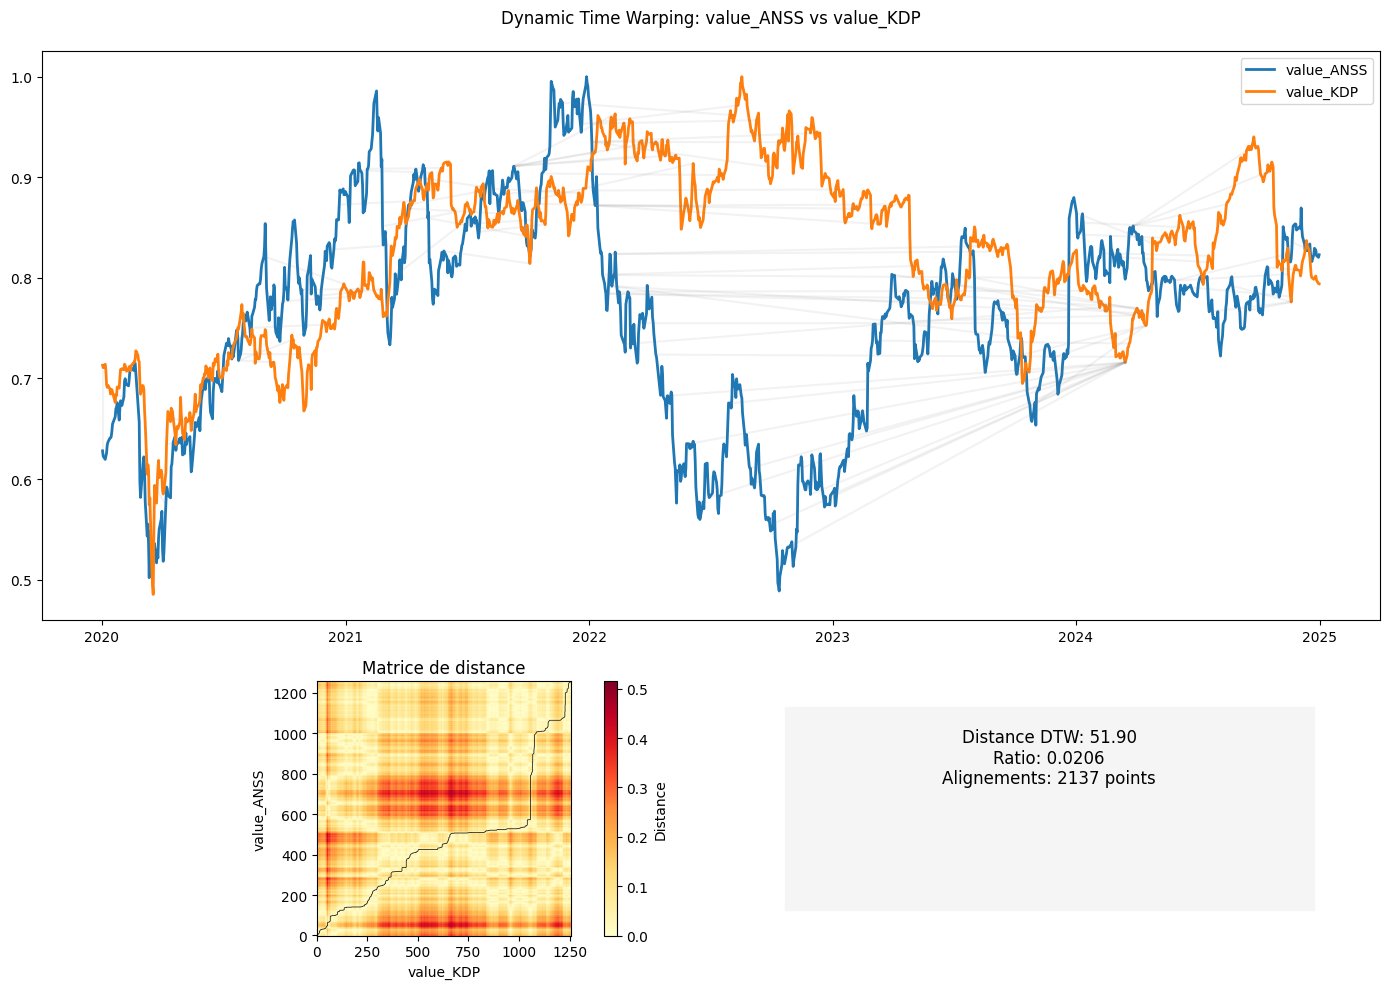 Dynamic Time Warping: value_ANSS vs value_KDP
1.0
0.9
0.8
0.7
0.6
0.5
value_ANSS
value_KDP
2020 2021 2022 2023 2024 2025
Matrice de distance
1200
1000
800
600
400
200
0
value_ANSS
0 250 500 750 1000 1250
value_KDP
0.5
0.4
0.3
0.2
0.1
0.0
Distance
Distance DTW: 51.90
Ratio: 0.0206
Alignements: 2137 points